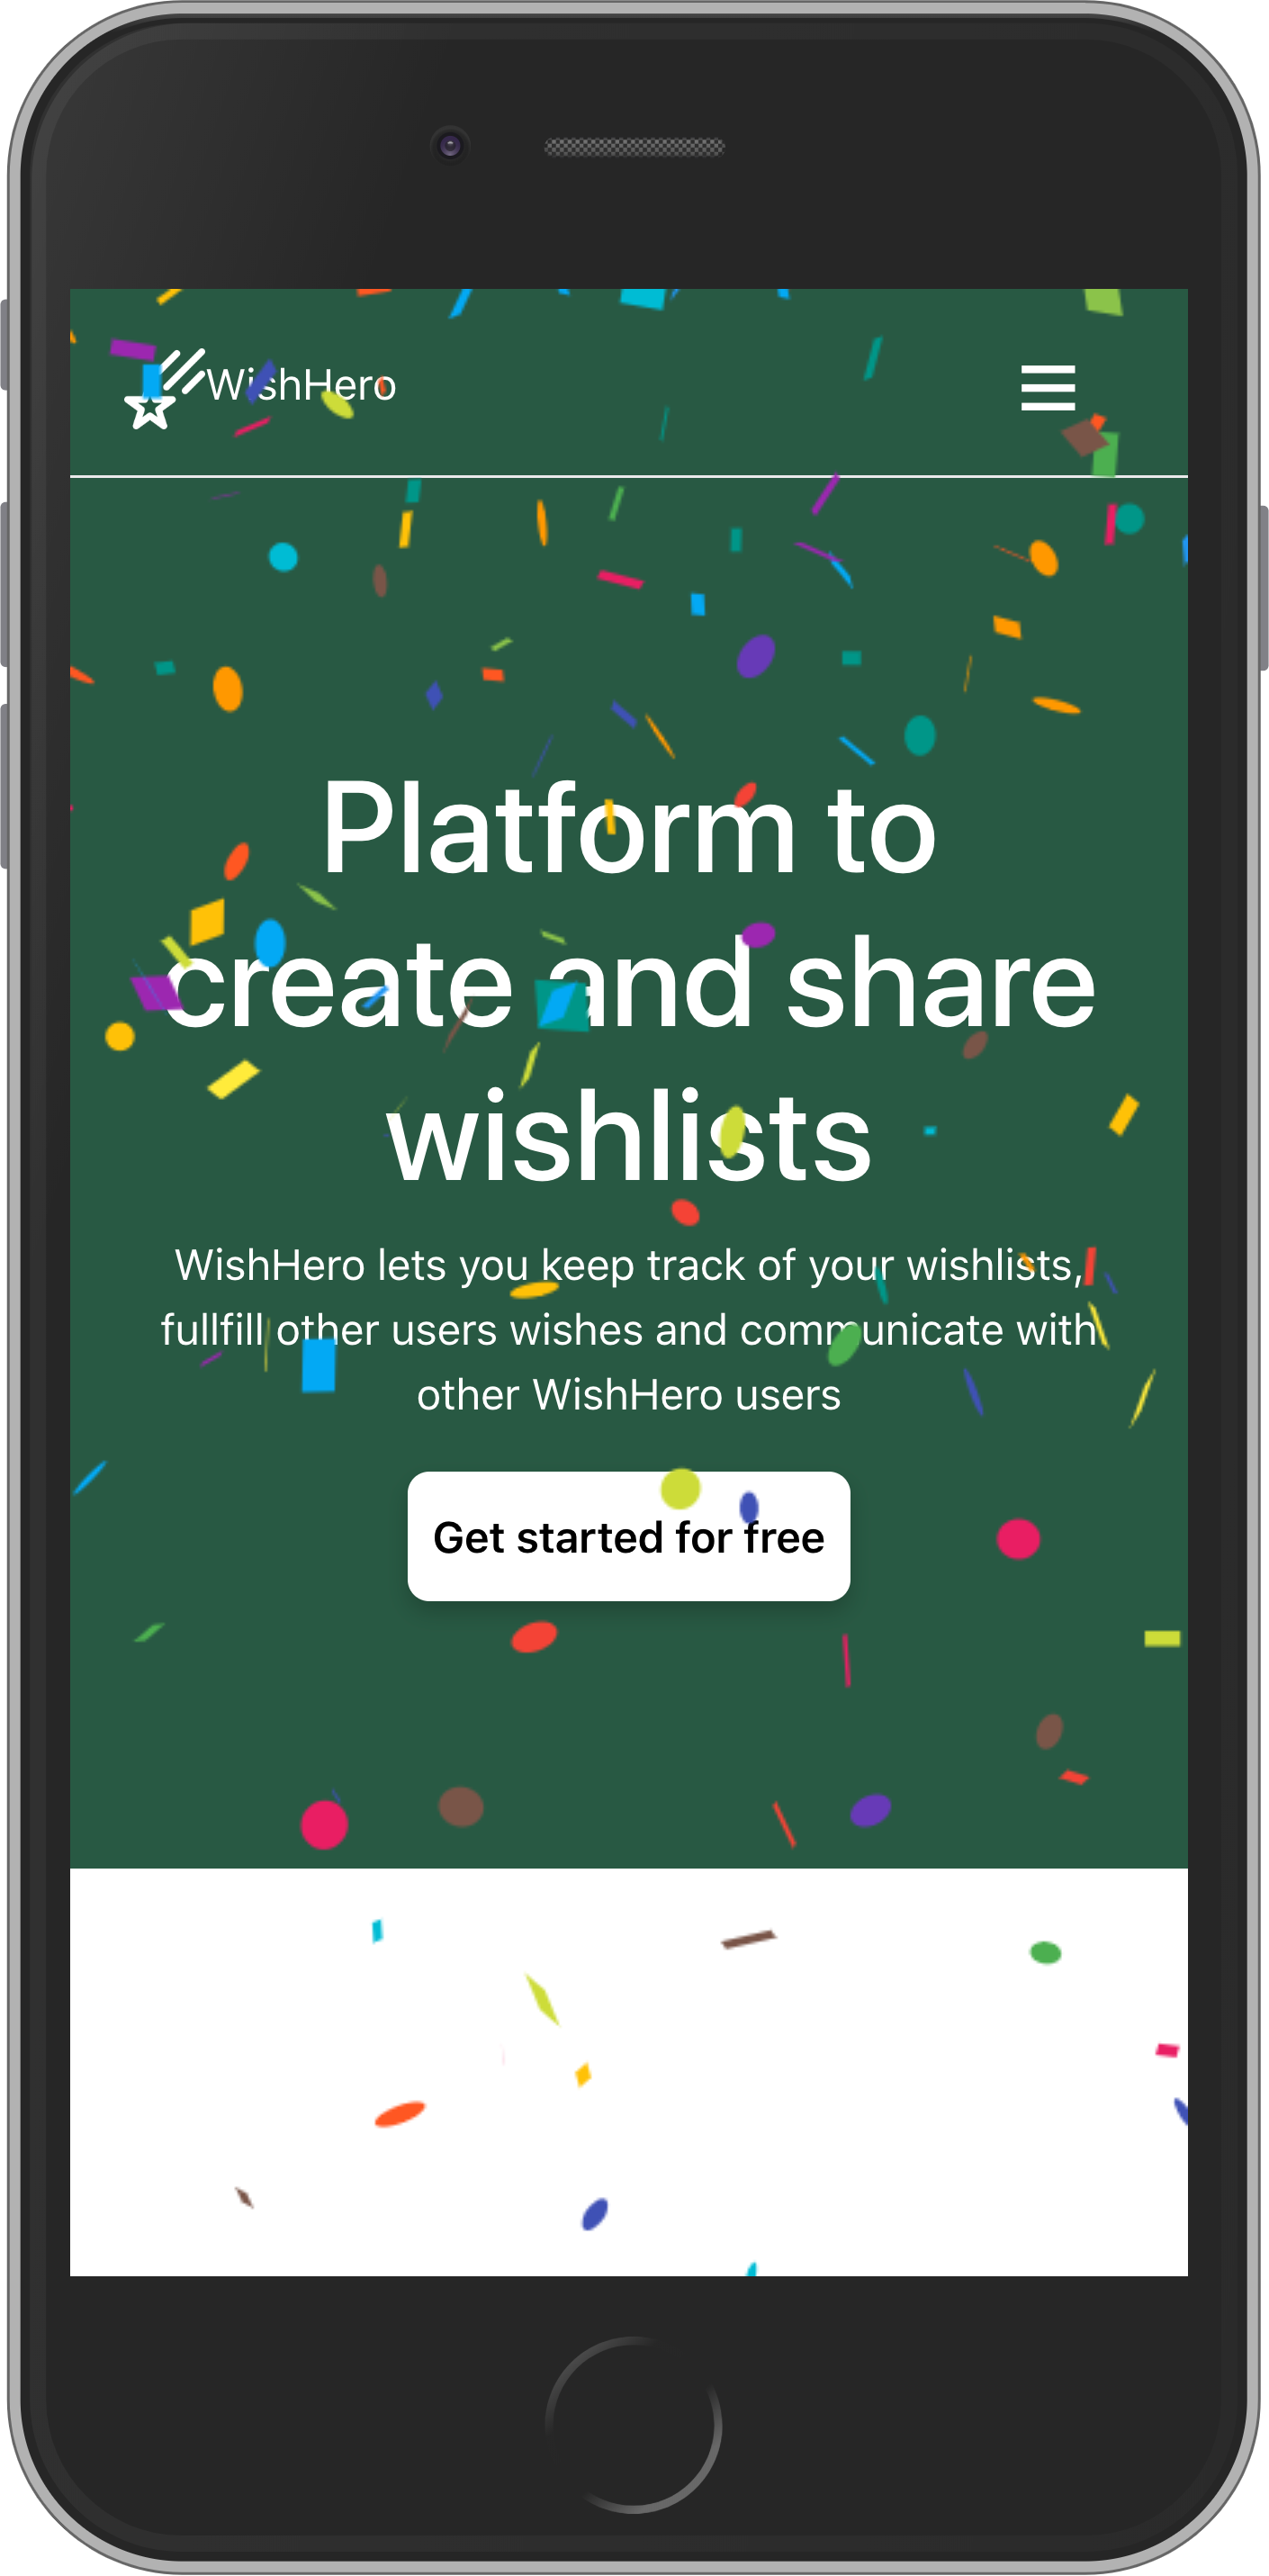 WishHero
Platform to
create and share
wishlists
WishHero lets you keep track of your wishlists,
fullfill other users wishes and communicate with
other WishHero users
Get started for free